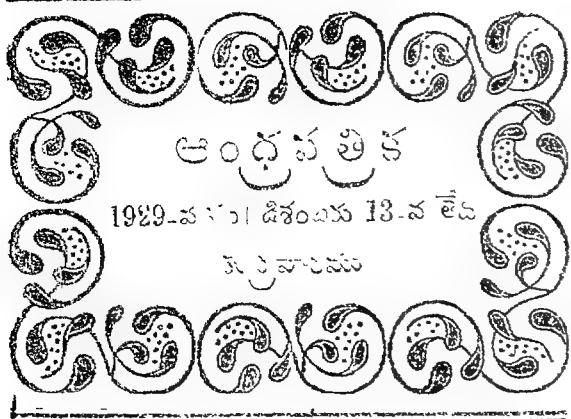 ఆంధ్రపత్రిక
1929-వ సం॥ డిశంబరు 13-వ తేది
శుక్రవారము